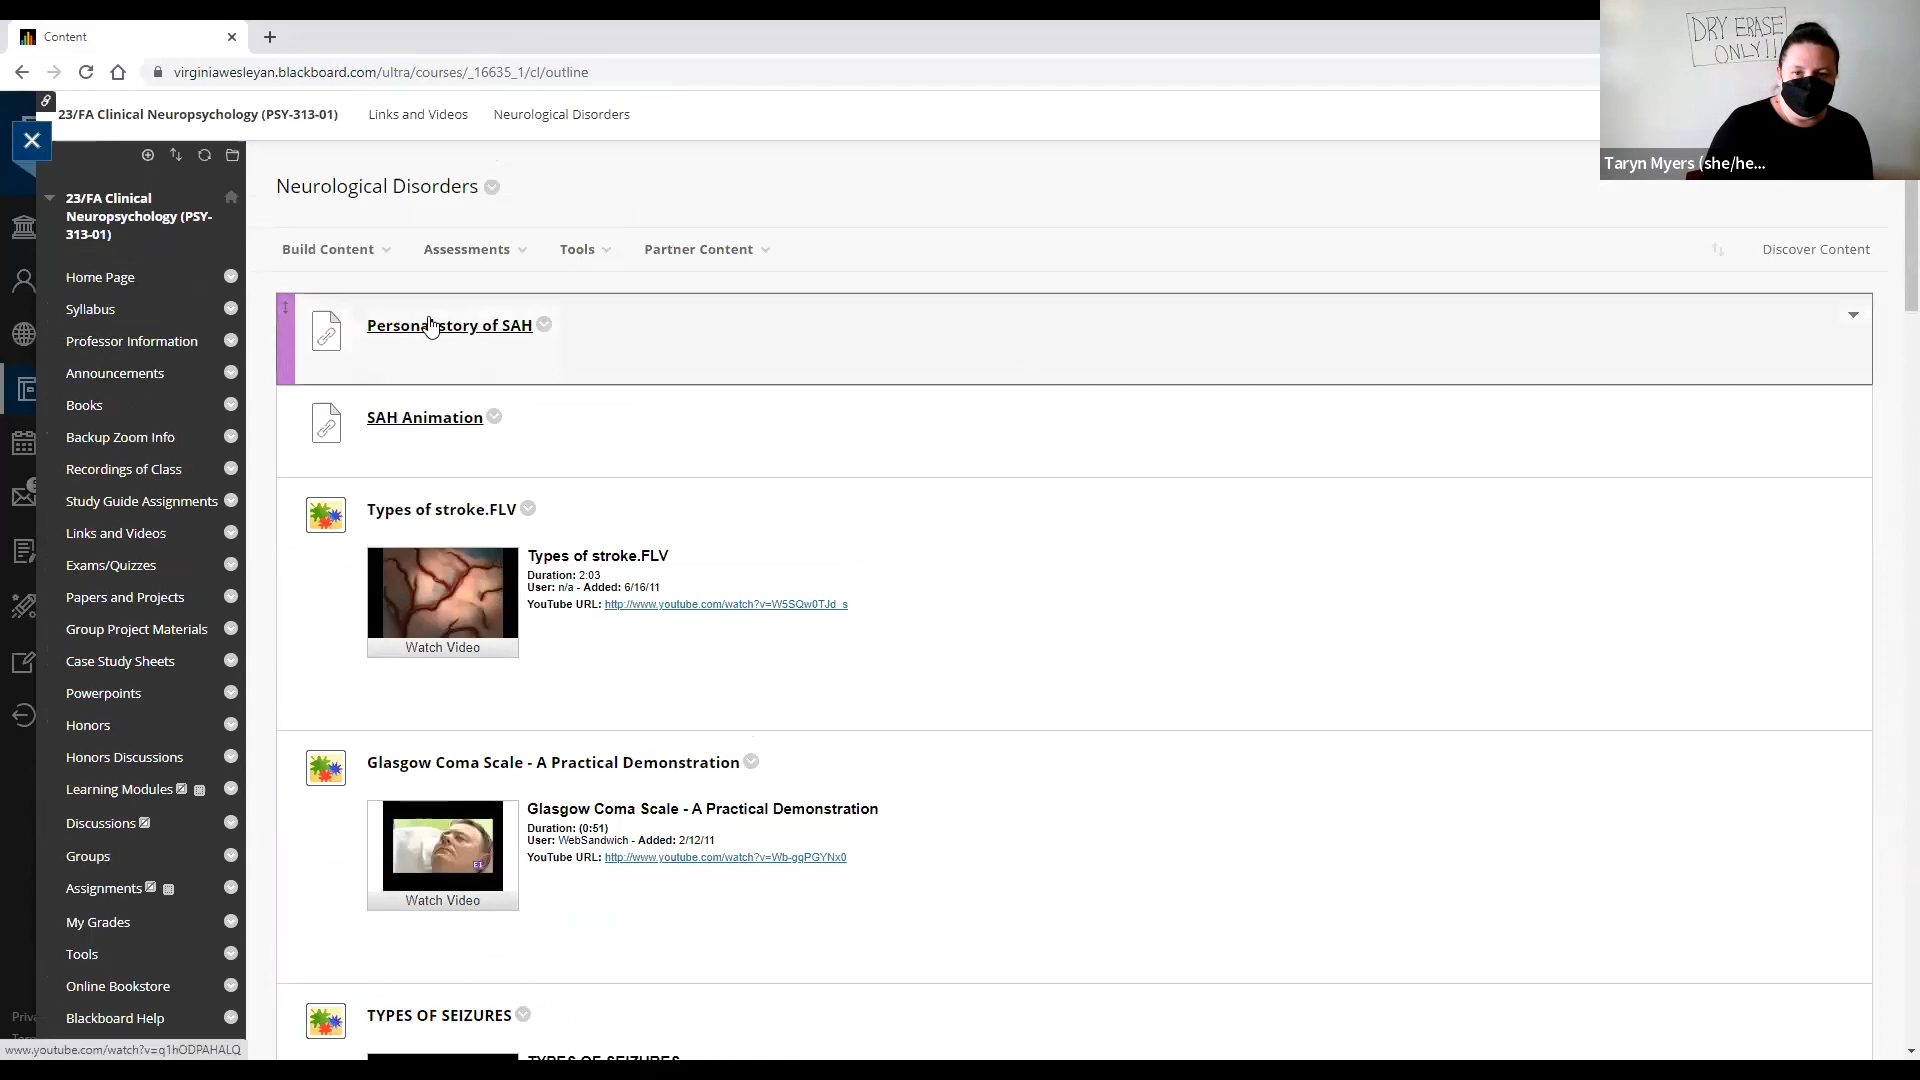 Content
virginiawesleyan.blackboard.com/ultra/courses/_16635_1/cl/outline
DRY ERASE
ONLY!!!
Taryn Myers (she/he...
23/FA Clinical Neuropsychology (PSY-313-01) Links and Videos Neurological Disorders
23/FA Clinical
Neuropsychology (PSY-
313-01)
Home Page
Syllabus
Professor Information
Announcements
Books
Backup Zoom Info
Recordings of Class
Study Guide Assignments
Links and Videos
Exams/Quizzes
Papers and Projects
Group Project Materials
Case Study Sheets
Powerpoints
Honors
Honors Discussions
Learning Modules
Discussions
Groups
Assignments
My Grades
Tools
Online Bookstore
Blackboard Help
www.youtube.com/watch?v=q1hODPAHALQ
Neurological Disorders
Build Content Assessments Tools Partner Content Discover Content
Personal story of SAH
SAH Animation
Types of stroke.FLV
Types of stroke.FLV
Duration: 2:03
User: n/a - Added: 6/16/11
YouTube URL: http://www.youtube.com/watch?v=W5SQw0TJd_s
Watch Video
Glasgow Coma Scale - A Practical Demonstration
Glasgow Coma Scale - A Practical Demonstration
Duration: (0:51)
User: WebSandwich - Added: 2/12/11
YouTube URL: http://www.youtube.com/watch?v=Wb-gqPGYNx0
Watch Video
TYPES OF SEIZURES
TYPES OF SEIZURES